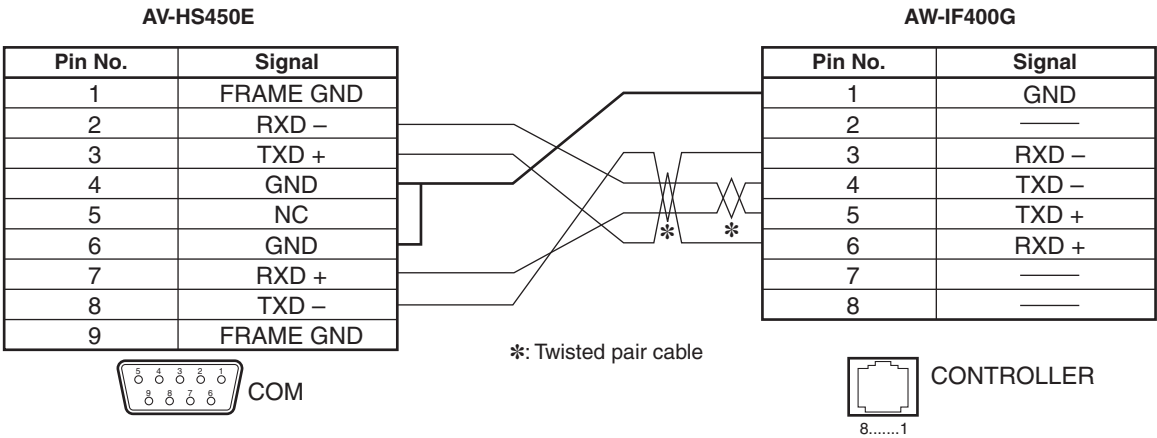 AV-HS450E
AW-IF400G
Pin No. Signal
1 FRAME GND
2 RXD –
3 TXD +
4 GND
5 NC
6 GND
7 RXD +
8 TXD –
9 FRAME GND
Pin No. Signal
1 GND
2 ——
3 RXD –
4 TXD –
5 TXD +
6 RXD +
7 ——
8 ——
✻ ✻
✻: Twisted pair cable
5 4 3 2 1
9 8 7 6
COM
CONTROLLER
8.......1